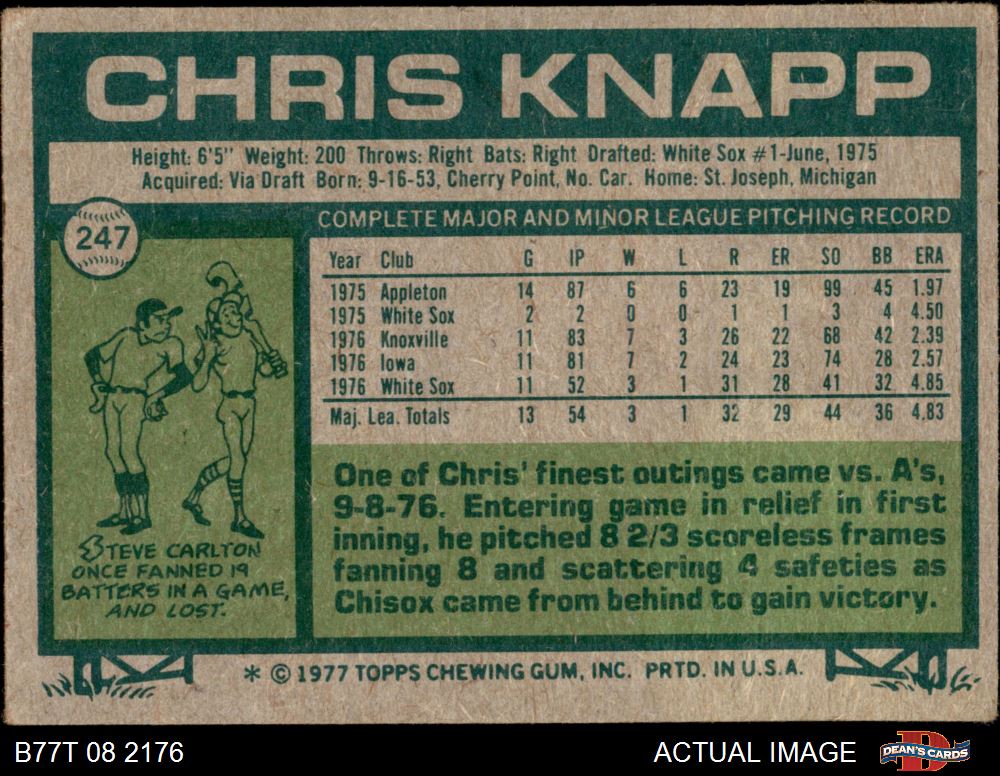 CHRIS KNAPP
Height: 6'5" Weight: 200 Throws: Right Bats: Right Drafted: White Sox #1-June, 1975
Acquired: Via Draft Born: 9-16-53, Cherry Point, No. Car. Home: St. Joseph, Michigan
247
COMPLETE MAJOR AND MINOR LEAGUE PITCHING RECORD
Year Club G IP W L R ER SO BB ERA
1975 Appleton 14 87 6 6 23 19 99 45 1.97
1975 White Sox 2 2 0 0 1 1 3 4 4.50
1976 Knoxville 11 83 7 3 26 22 68 42 2.39
1976 Iowa 11 81 7 2 24 23 74 28 2.57
1976 White Sox 11 52 3 1 31 28 41 32 4.85
Maj. Lea. Totals 13 54 3 1 32 29 44 36 4.83
STEVE CARLTON
ONCE FANNED 19
BATTERS IN A GAME,
AND LOST.
One of Chris' finest outings came vs. A's,
9-8-76. Entering game in relief in first
inning, he pitched 8 2/3 scoreless frames
fanning 8 and scattering 4 safeties as
Chisox came from behind to gain victory.
* © 1977 TOPPS CHEWING GUM, INC. PRTD. IN U.S.A.
B77T 08 2176
ACTUAL IMAGE
D
DEAN'S CARDS